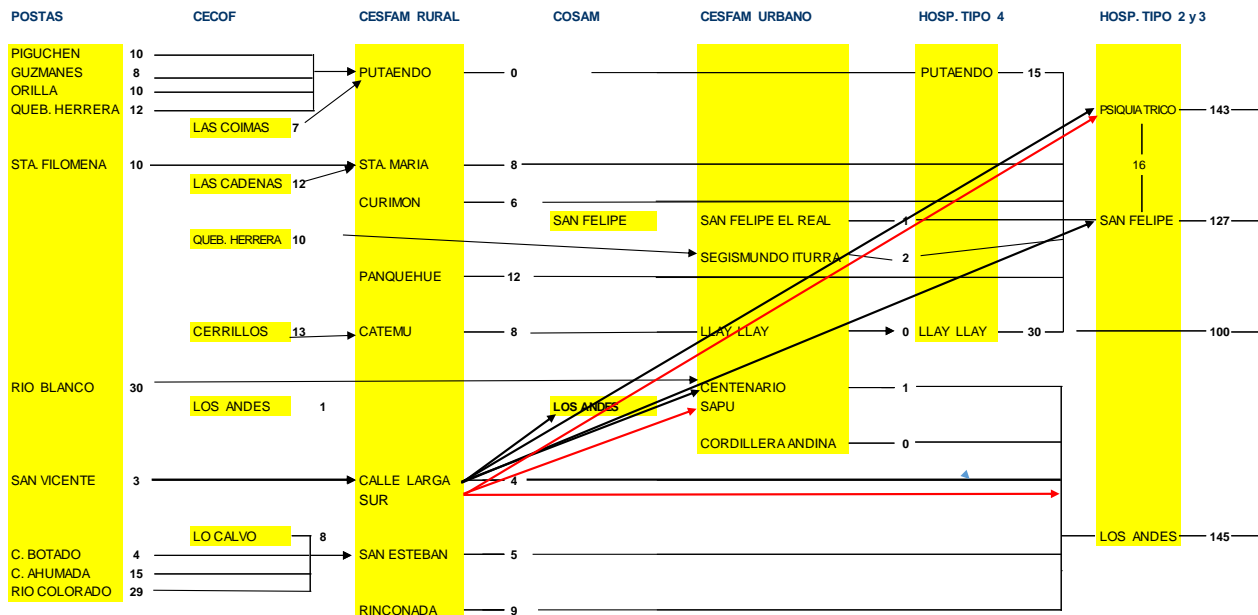 POSTAS CECOF CESFAM RURAL COSAM CESFAM URBANO HOSP. TIPO 4 HOSP. TIPO 2 y 3
PIGUCHEN 10
GUZMANES 8 PUTAENDO 0 PUTAENDO 15
ORILLA 10
QUEB. HERRERA 12 PSIQUIATRICO 143
LAS COIMAS 7
STA. FILOMENA 10 STA. MARIA 8 16
LAS CADENAS 12
CURIMON 6
SAN FELIPE SAN FELIPE EL REAL 1 SAN FELIPE 127
QUEB. HERRERA 10
SEGISMUNDO ITURRA 2
PANQUEHUE 12
CERRILLOS 13 CATEMU 8 LLAY LLAY 0 LLAY LLAY 30 100
RIO BLANCO 30 CENTENARIO 1
LOS ANDES 1 LOS ANDES SAPU
CORDILLERA ANDINA 0
SAN VICENTE 3 CALLE LARGA 4
SUR
LO CALVO 8 LOS ANDES 145
C. BOTADO 4 SAN ESTEBAN 5
C. AHUMADA 15
RIO COLORADO 29
RINCONADA 9